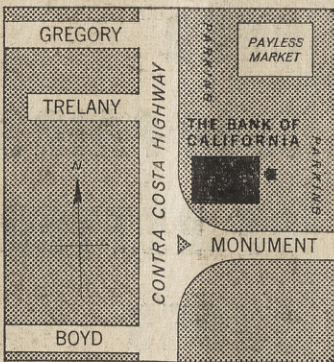 GREGORY
PARKING
PAYLESS
MARKET
TRELANY
CONTRA COSTA HIGHWAY
THE BANK OF
CALIFORNIA
PARKING
N
MONUMENT
BOYD